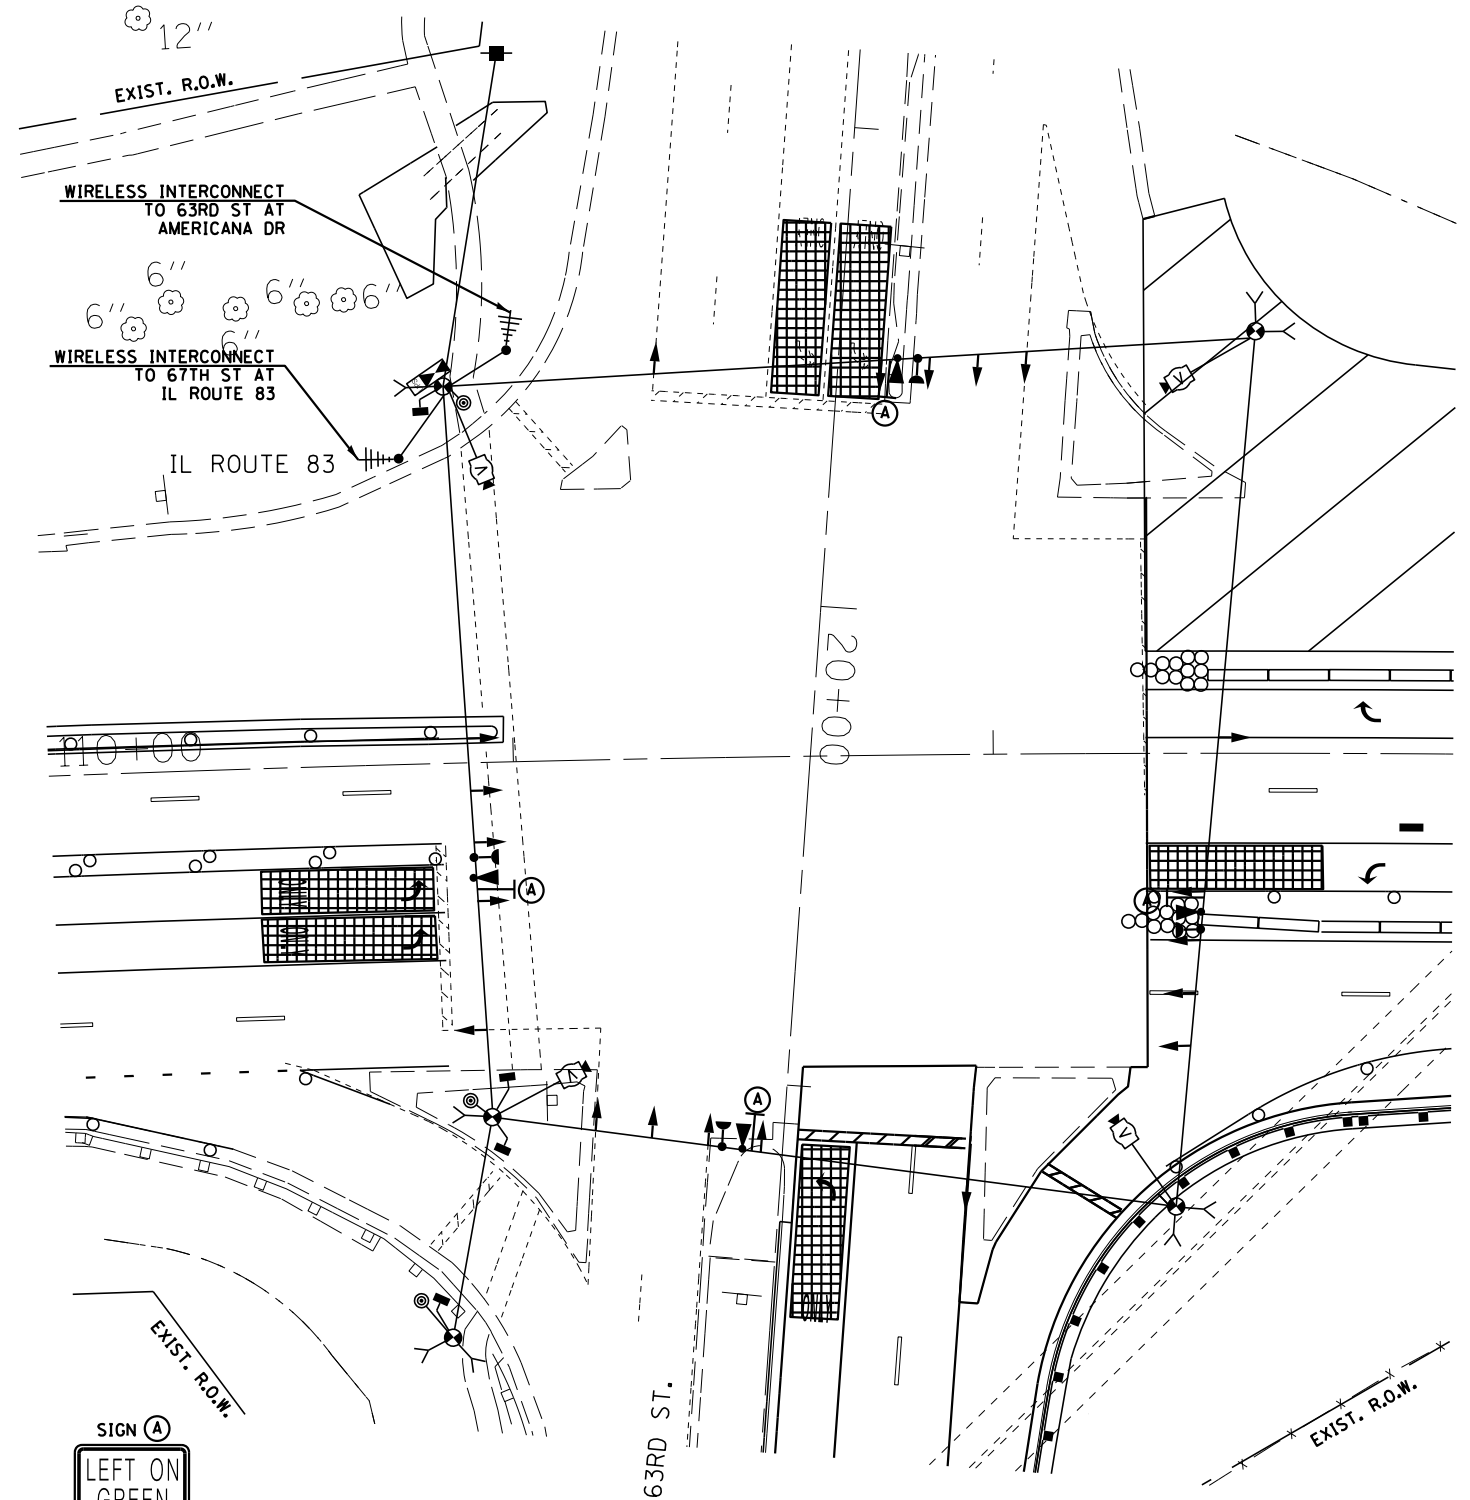 12''
EXIST. R.O.W.
WIRELESS INTERCONNECT
TO 63RD ST AT
AMERICANA DR
6''
6''
6''
6''
6''
WIRELESS INTERCONNECT
TO 67TH ST AT
IL ROUTE 83
A
IL ROUTE 83
20+00
110+00
A
A
A
ONLY
EXIST. R.O.W.
63RD ST.
EXIST. R.O.W.
SIGN A
LEFT ON
GREEN